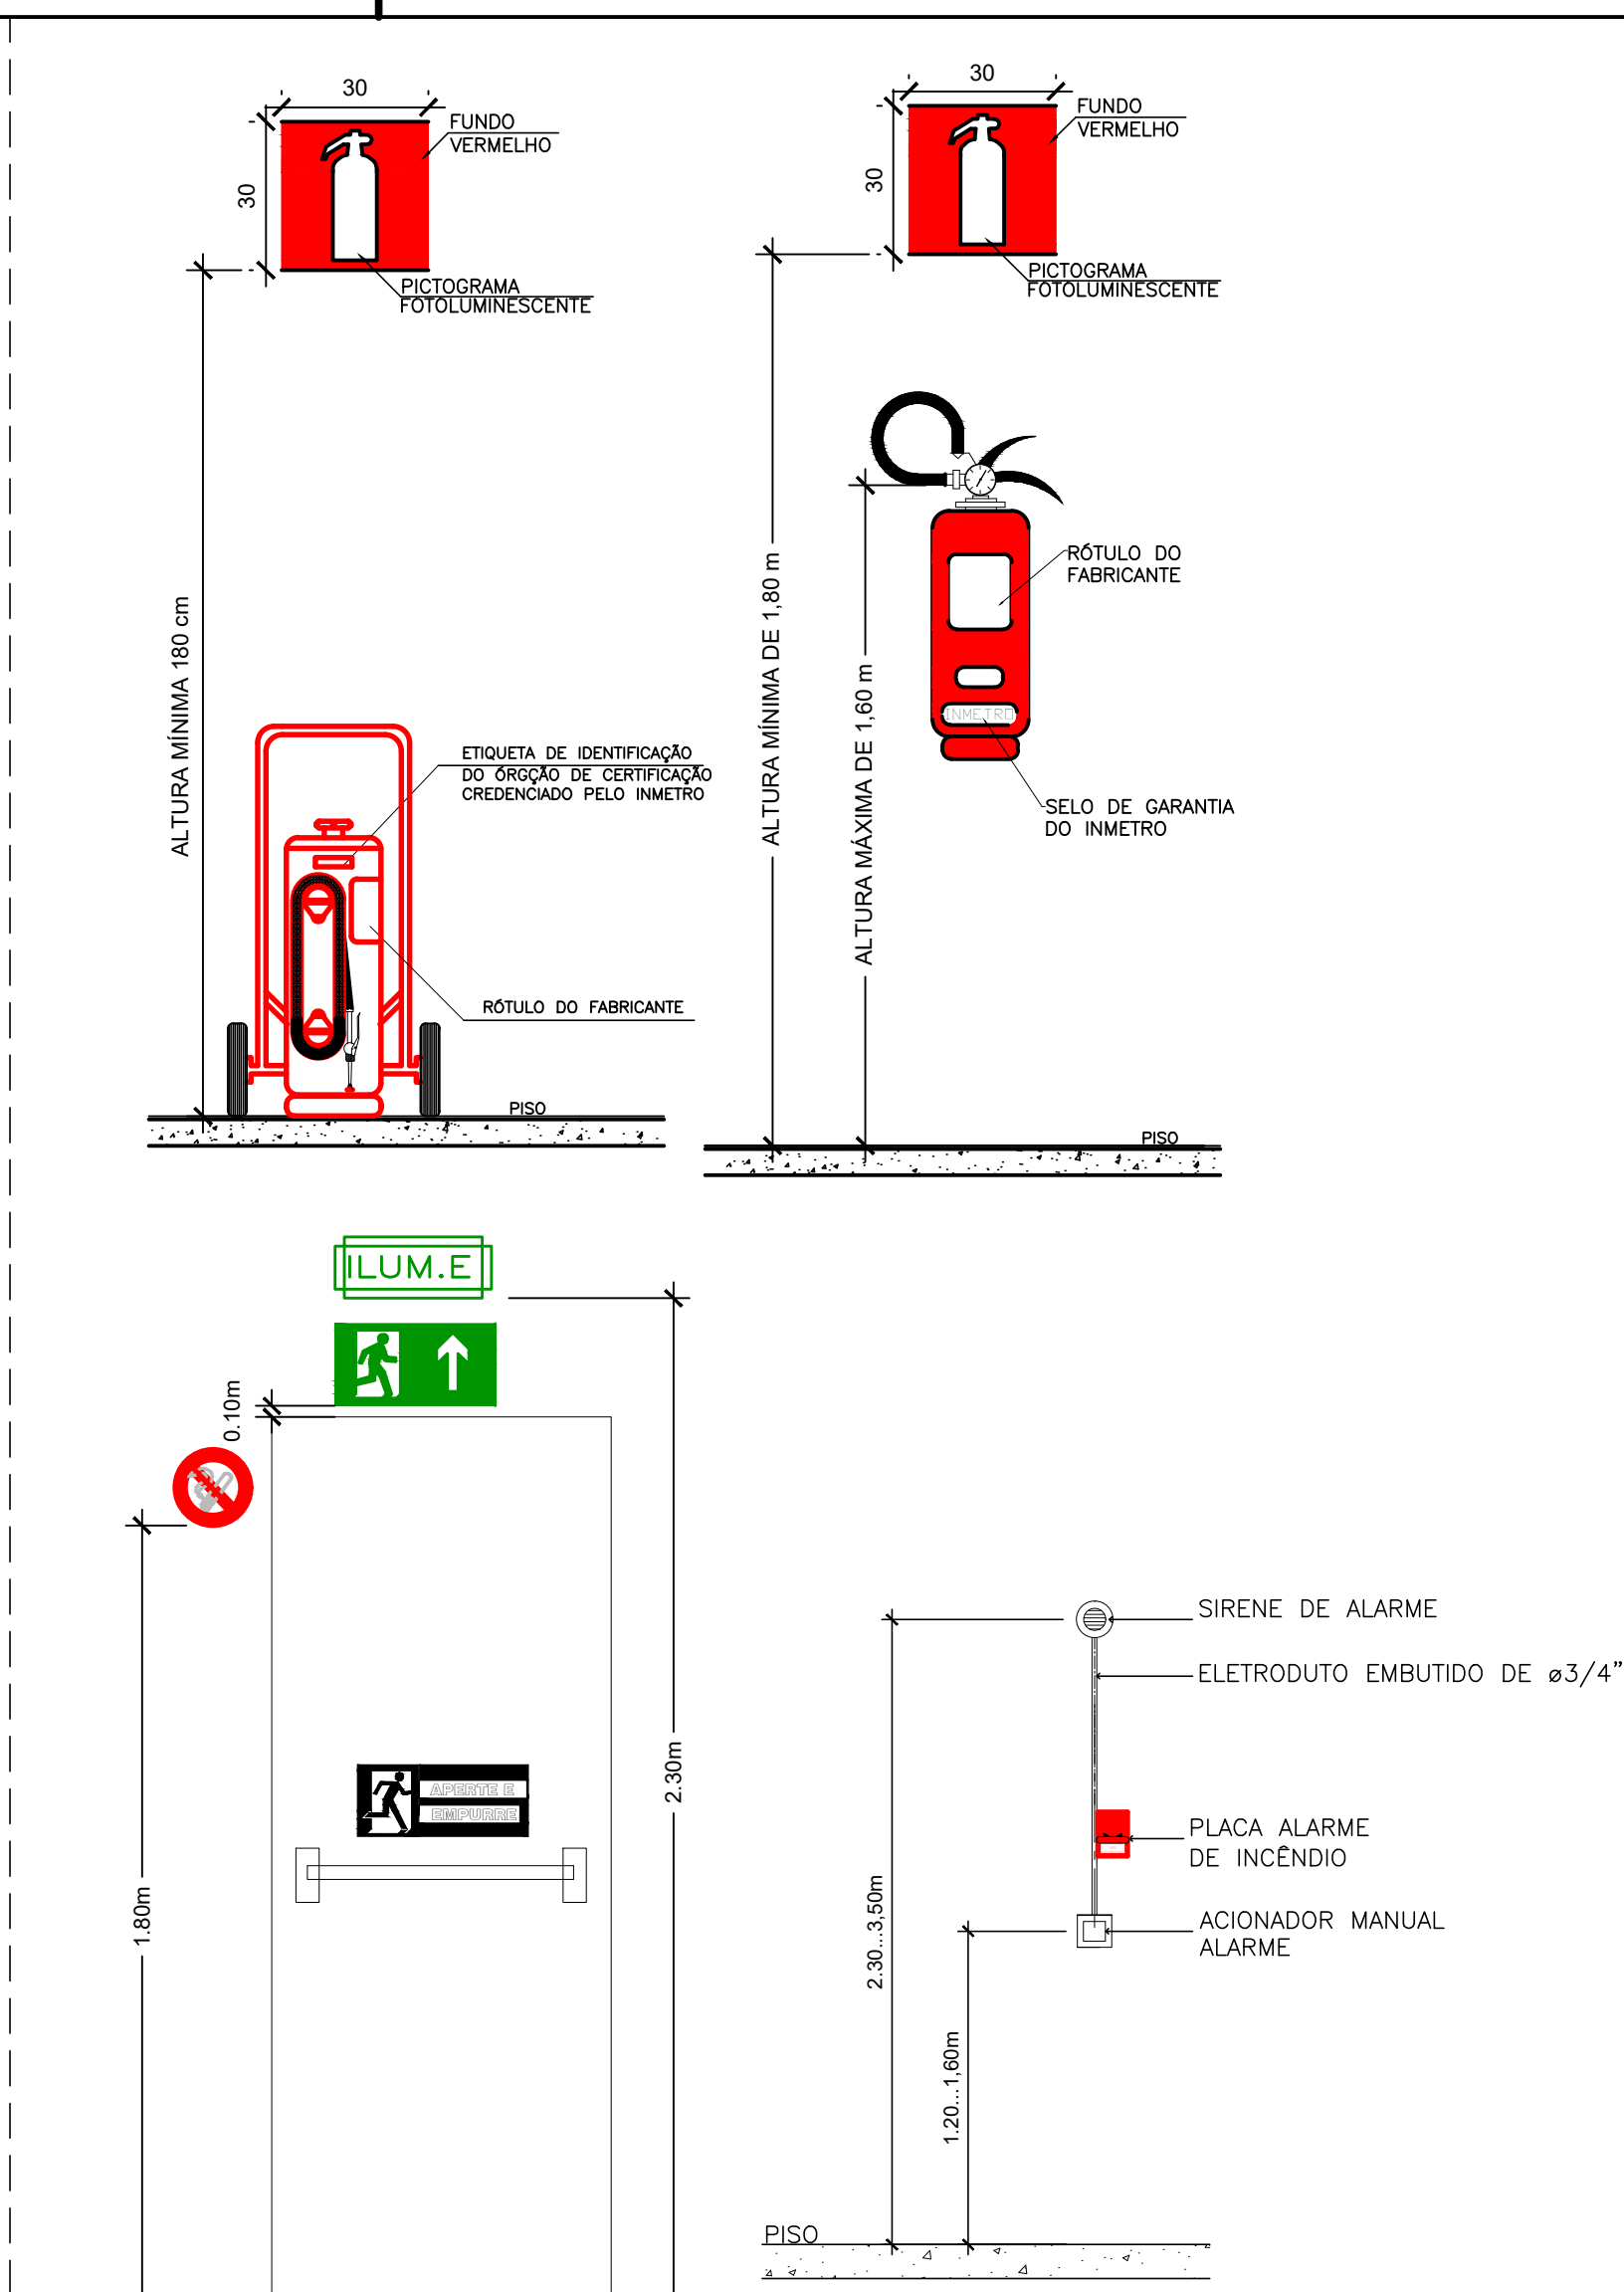 30
FUNDO
VERMELHO
30
PICTOGRAMA
FOTOLUMINESCENTE
ALTURA MÍNIMA 180 cm
ETIQUETA DE IDENTIFICAÇÃO
DO ÓRGÇÃO DE CERTIFICAÇÃO
CREDENCIADO PELO INMETRO
RÓTULO DO FABRICANTE
PISO
30
FUNDO
VERMELHO
30
PICTOGRAMA
FOTOLUMINESCENTE
ALTURA MÍNIMA DE 1,80 m
ALTURA MÁXIMA DE 1,60 m
RÓTULO DO
FABRICANTE
INMETRO
SELO DE GARANTIA
DO INMETRO
PISO
ILUM.E
0.10m
2.30m
1.80m
APERTE E
EMPURRE
SIRENE DE ALARME
ELETRODUTO EMBUTIDO DE ø3/4"
PLACA ALARME
DE INCÊNDIO
ACIONADOR MANUAL
ALARME
2.30...3,50m
1.20...1,60m
PISO